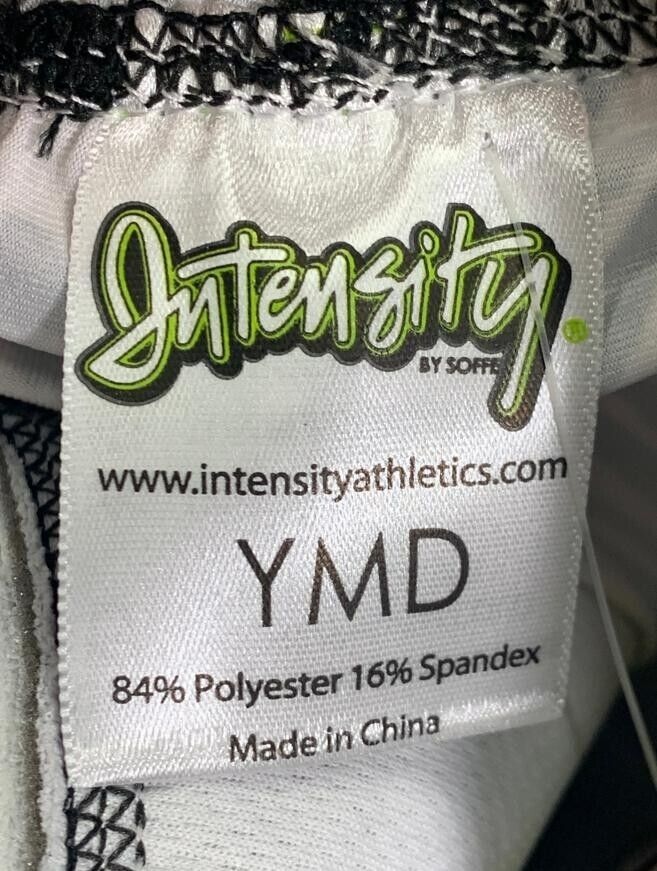 Intensity
BY SOFFE
www.intensityathletics.com
YMD
84% Polyester 16% Spandex
Made in China